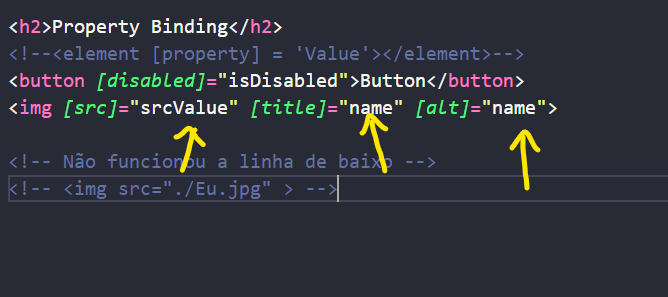 <h2>Property Binding</h2>
<!--<element [property] = 'Value'></element>-->
<button [disabled]="isDisabled">Button</button>
<img [src]="srcValue" [title]="name" [alt]="name">
<!-- Não funcionou a linha de baixo -->
<!-- <img src="./Eu.jpg" > -->